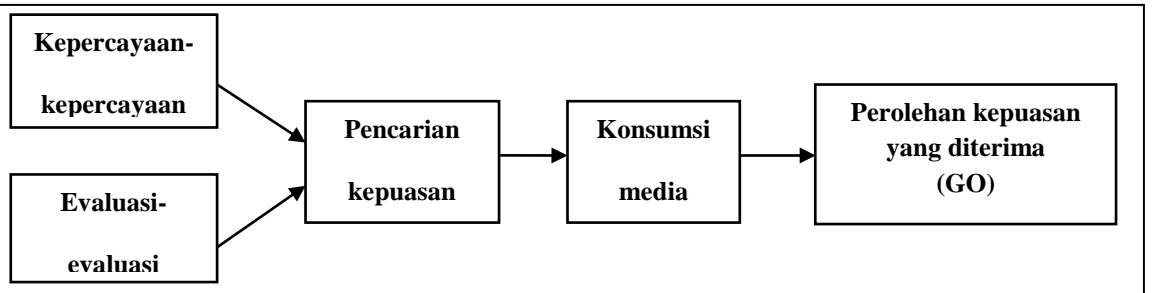 Kepercayaan-
kepercayaan
Evaluasi-
evaluasi
Pencarian
kepuasan
Konsumsi
media
Perolehan kepuasan
yang diterima
(GO)